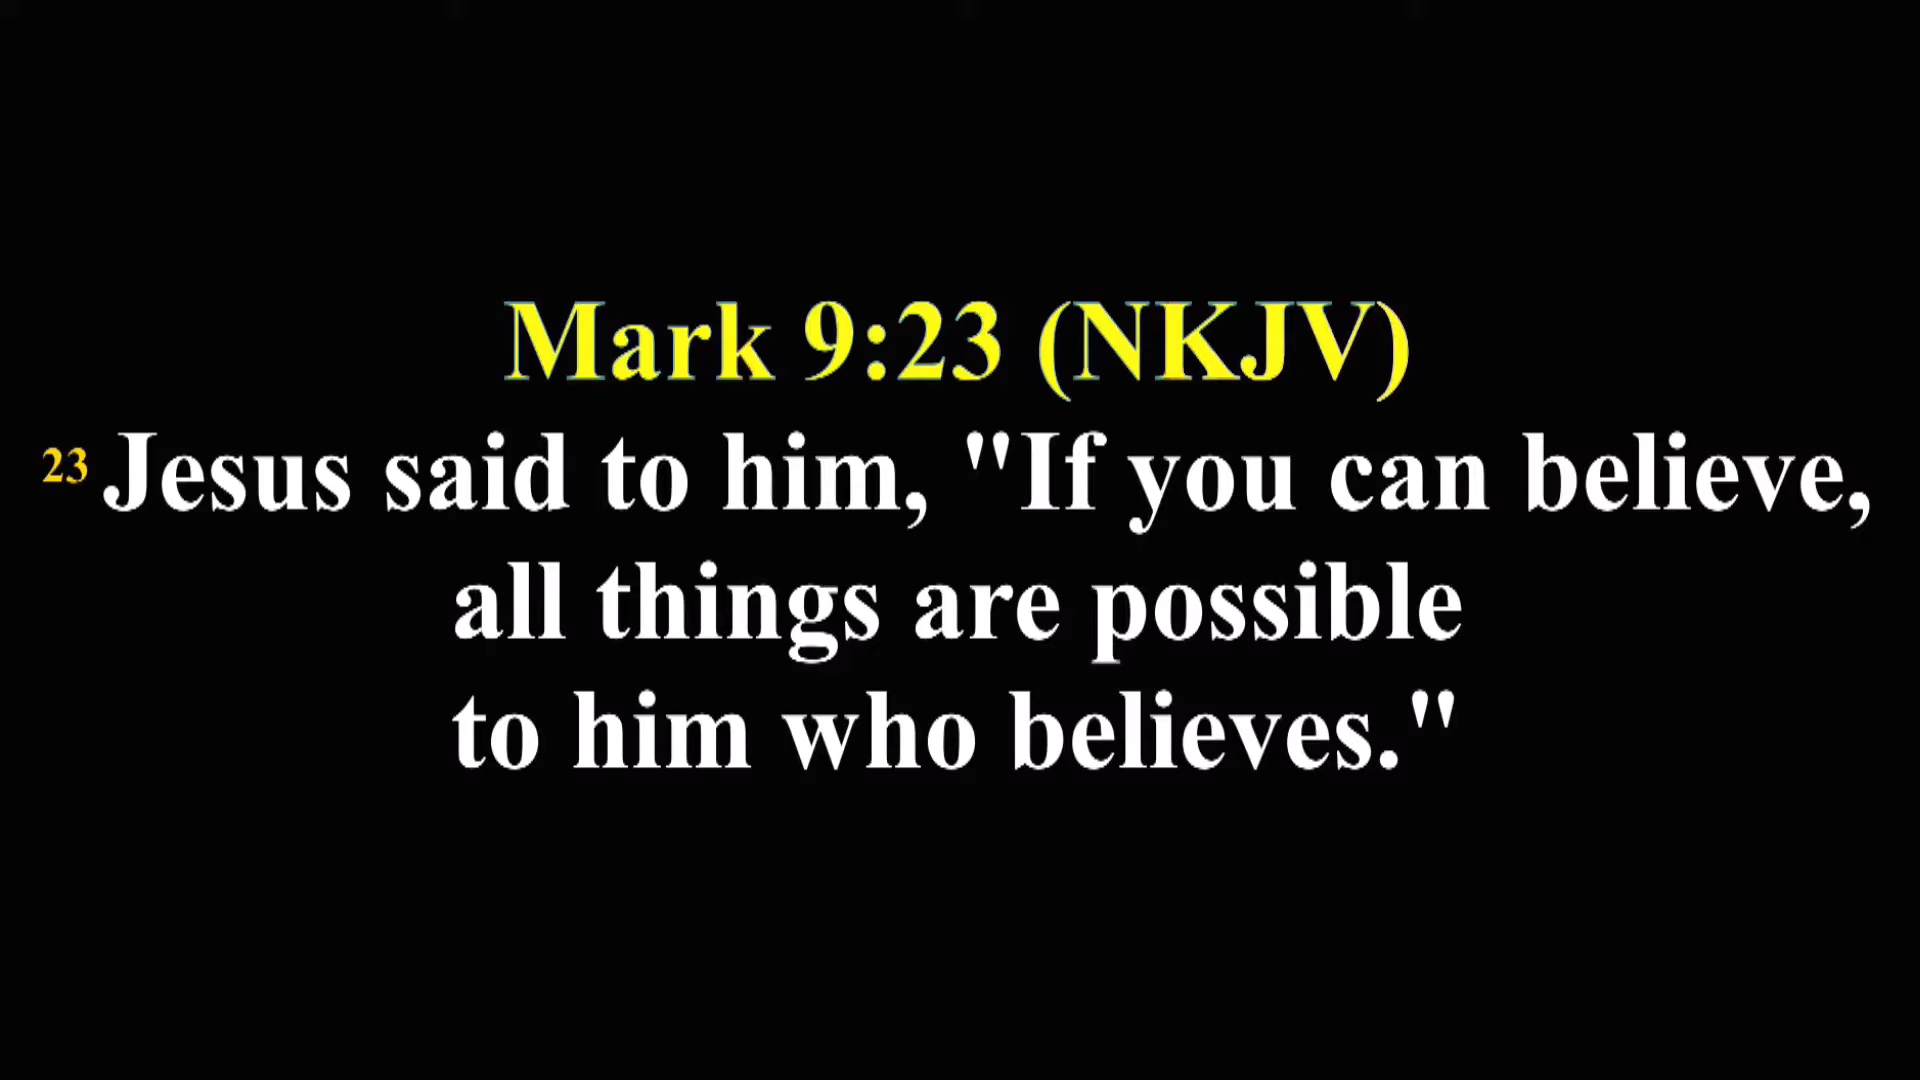 Mark 9:23 (NKJV)
23 Jesus said to him, "If you can believe,
all things are possible
to him who believes."